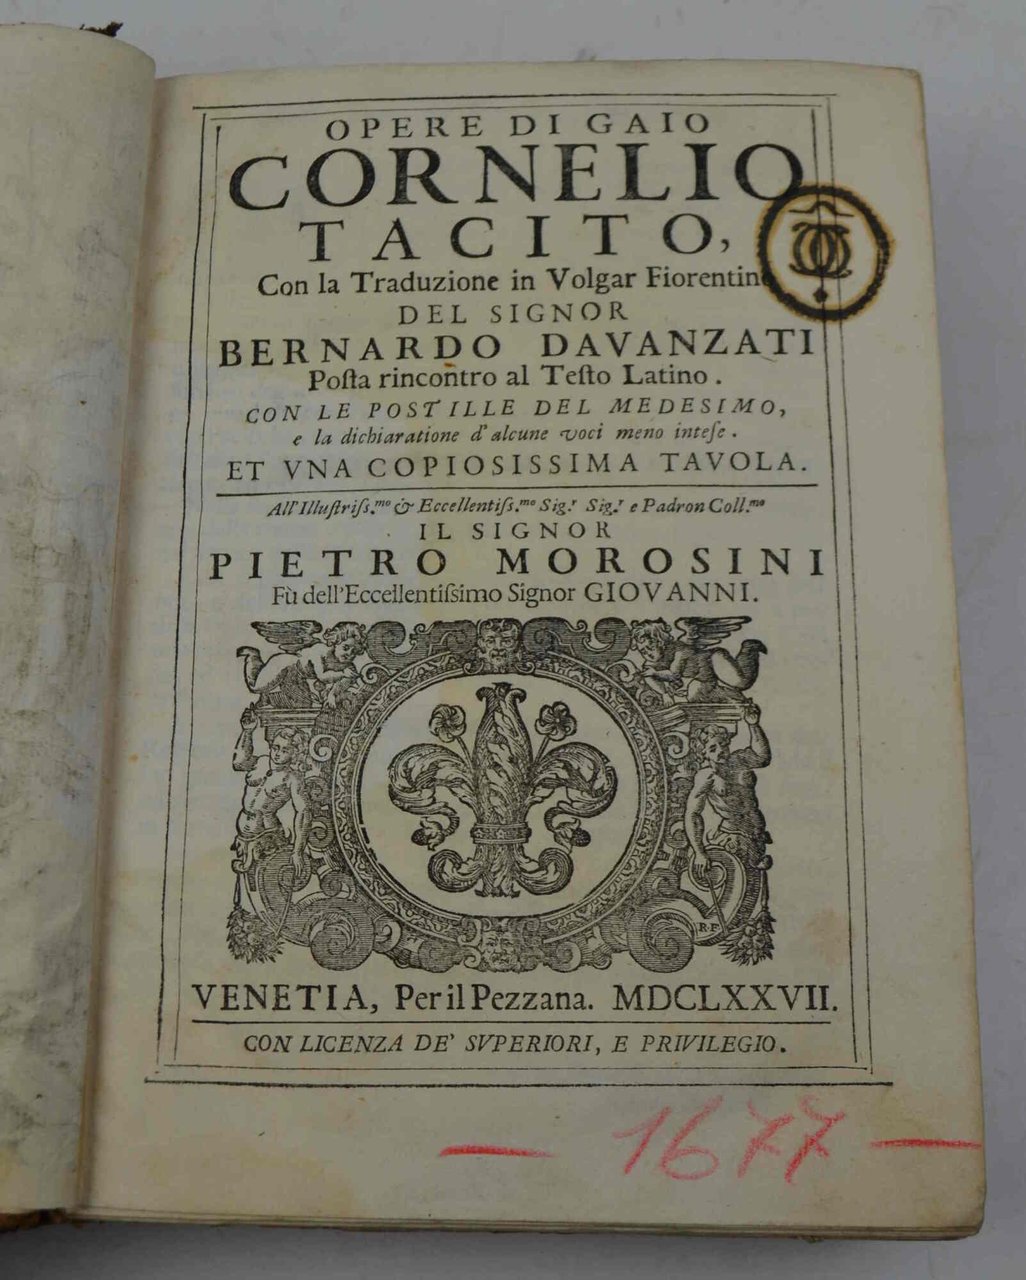 OPERE DI GAIO
CORNELIO
TACITO,
Con la Traduzione in Volgar Fiorentino
DEL SIGNOR
BERNARDO DAVANZATI
Poſta rincontro al Teſto Latino.
CON LE POSTILLE DEL MEDESIMO,
e la dichiaratione d'alcune voci meno inteſe.
ET VNA COPIOSISSIMA TAVOLA.
All'Illuſtriſs.mo & Eccellentiſs.mo Sig.r Sig.r e Padron Coll.mo
IL SIGNOR
PIETRO MOROSINI
Fù dell'Eccellentiſsimo Signor GIOVANNI.
R·F
VENETIA, Per il Pezzana. MDCLXXVII.
CON LICENZA DE' SVPERIORI, E PRIVILEGIO.
— 1677 —